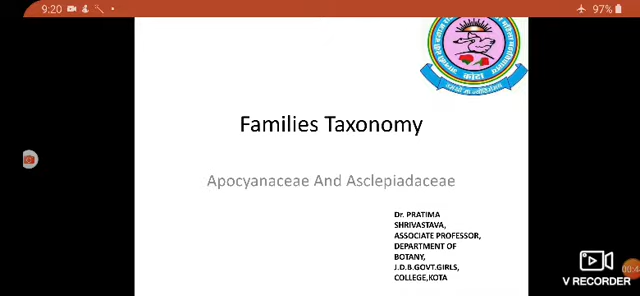 9:20
97%
कोटा
Families Taxonomy
Apocyanaceae And Asclepiadaceae
Dr. PRATIMA
SHRIVASTAVA,
ASSOCIATE PROFESSOR,
DEPARTMENT OF
BOTANY,
J.D.B.GOVT.GIRLS,
COLLEGE,KOTA
V RECORDER